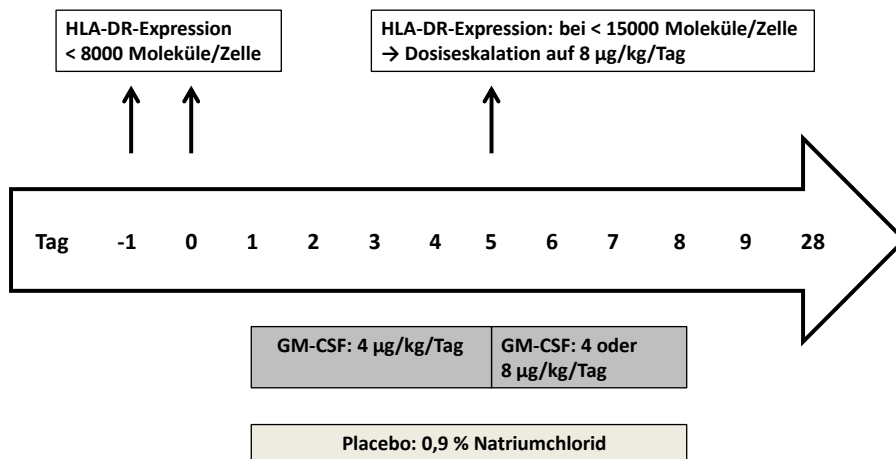 HLA-DR-Expression
< 8000 Moleküle/Zelle
HLA-DR-Expression: bei < 15000 Moleküle/Zelle
→ Dosiseskalation auf 8 µg/kg/Tag
Tag -1 0 1 2 3 4 5 6 7 8 9 28
GM-CSF: 4 µg/kg/Tag
GM-CSF: 4 oder
8 µg/kg/Tag
Placebo: 0,9 % Natriumchlorid